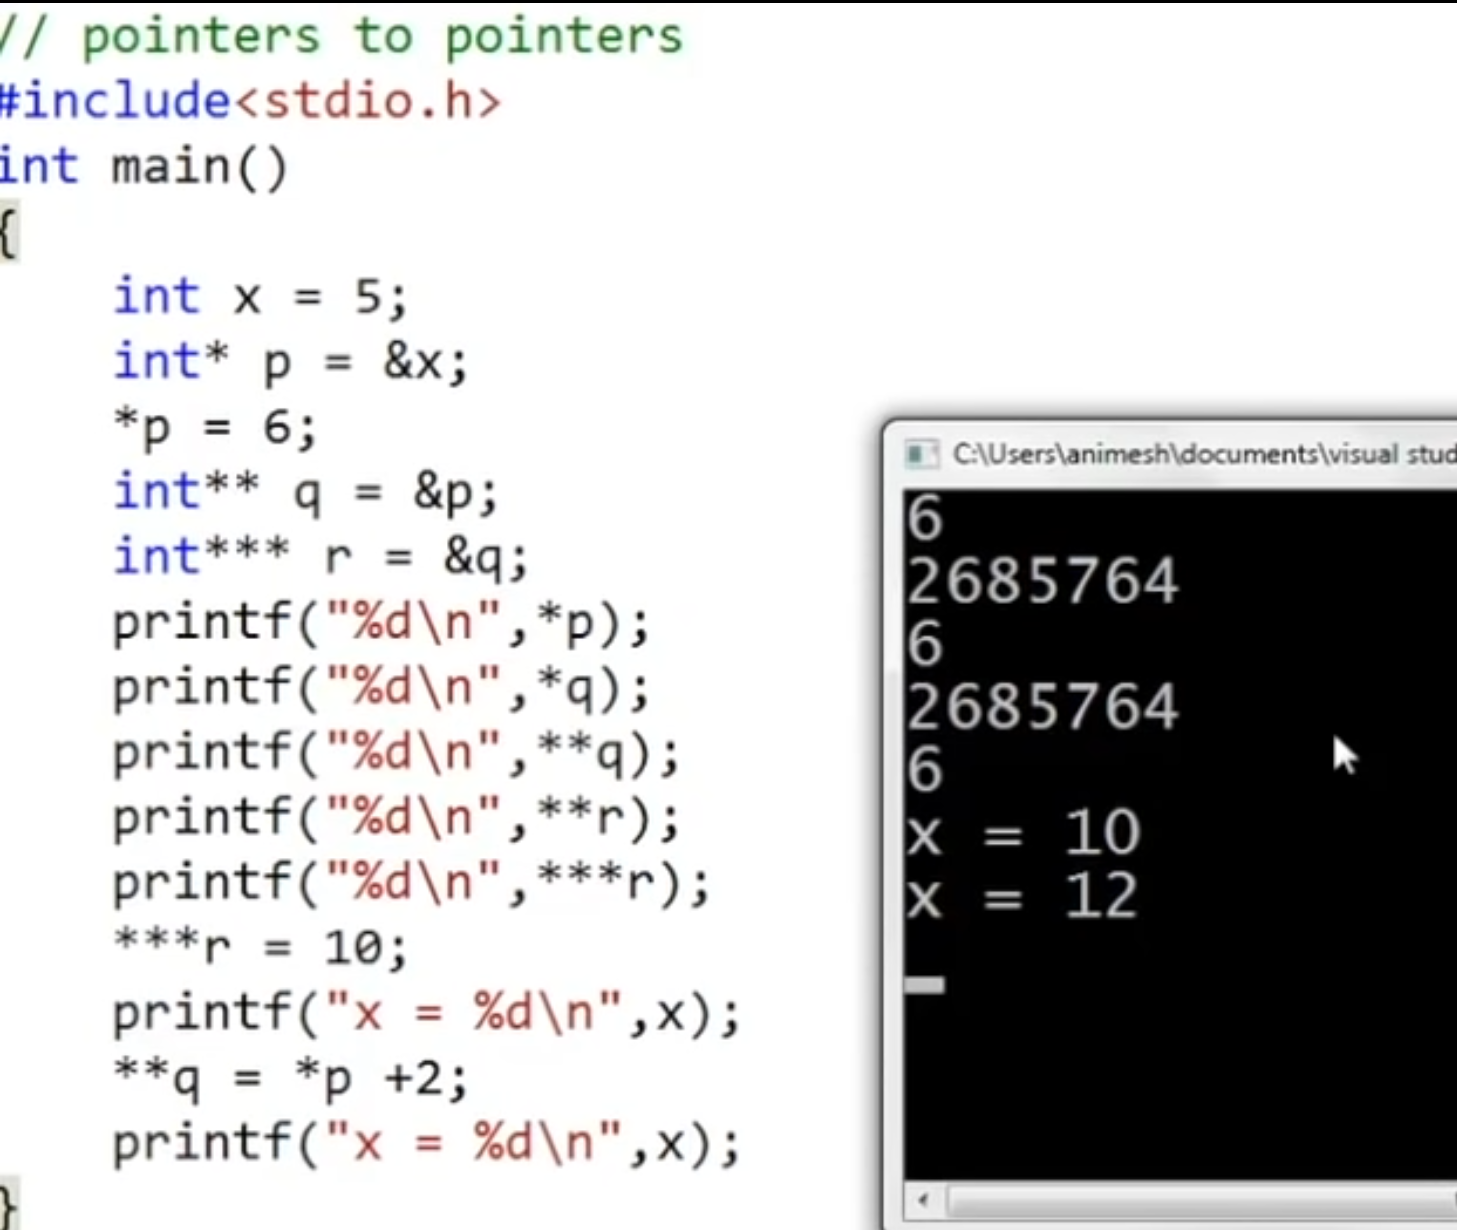 // pointers to pointers
#include<stdio.h>
int main()
{
int x = 5;
int* p = &x;
*p = 6;
int** q = &p;
int*** r = &q;
printf("%d\n",*p);
printf("%d\n",*q);
printf("%d\n",**q);
printf("%d\n",**r);
printf("%d\n",***r);
***r = 10;
printf("x = %d\n",x);
**q = *p +2;
printf("x = %d\n",x);
}
C:\Users\animesh\documents\visual stud
6
2685764
6
2685764
6
x = 10
x = 12